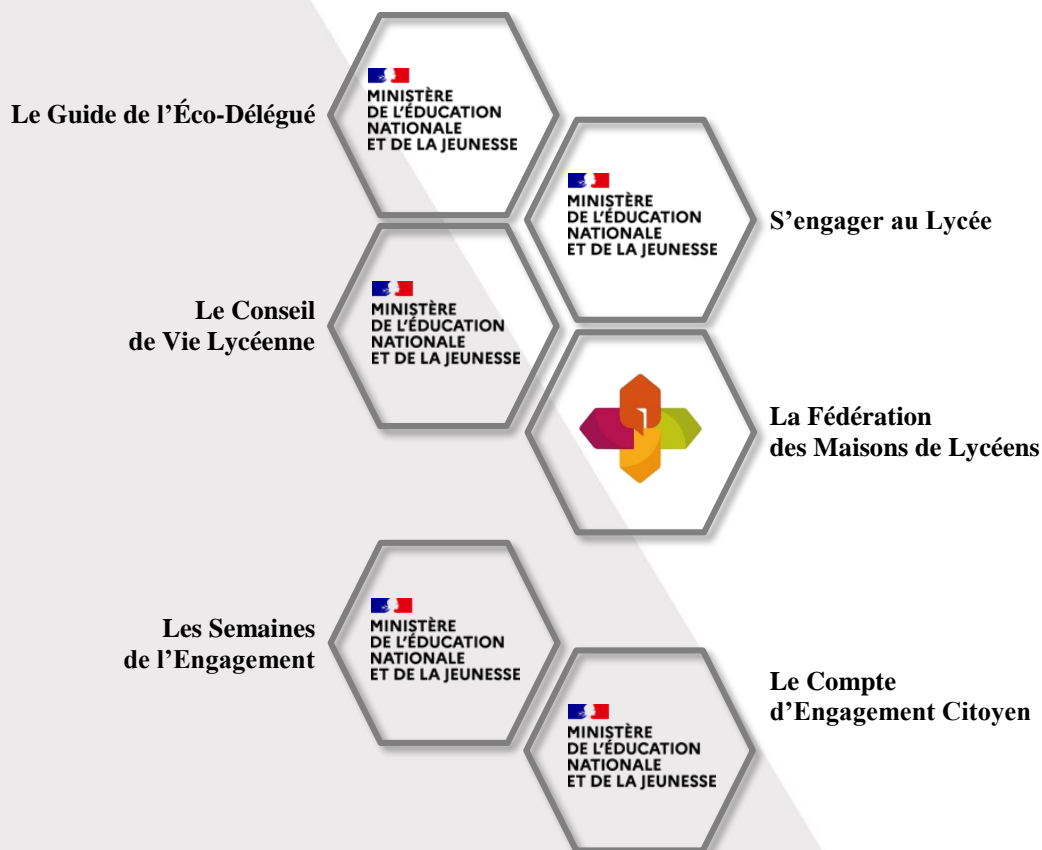 Le Guide de l’Éco-Délégué
MINISTÈRE
DE L’ÉDUCATION
NATIONALE
ET DE LA JEUNESSE
MINISTÈRE
DE L’ÉDUCATION
NATIONALE
ET DE LA JEUNESSE
S’engager au Lycée
Le Conseil
de Vie Lycéenne
MINISTÈRE
DE L’ÉDUCATION
NATIONALE
ET DE LA JEUNESSE
La Fédération
des Maisons de Lycéens
Les Semaines
de l’Engagement
MINISTÈRE
DE L’ÉDUCATION
NATIONALE
ET DE LA JEUNESSE
Le Compte
d’Engagement Citoyen
MINISTÈRE
DE L’ÉDUCATION
NATIONALE
ET DE LA JEUNESSE